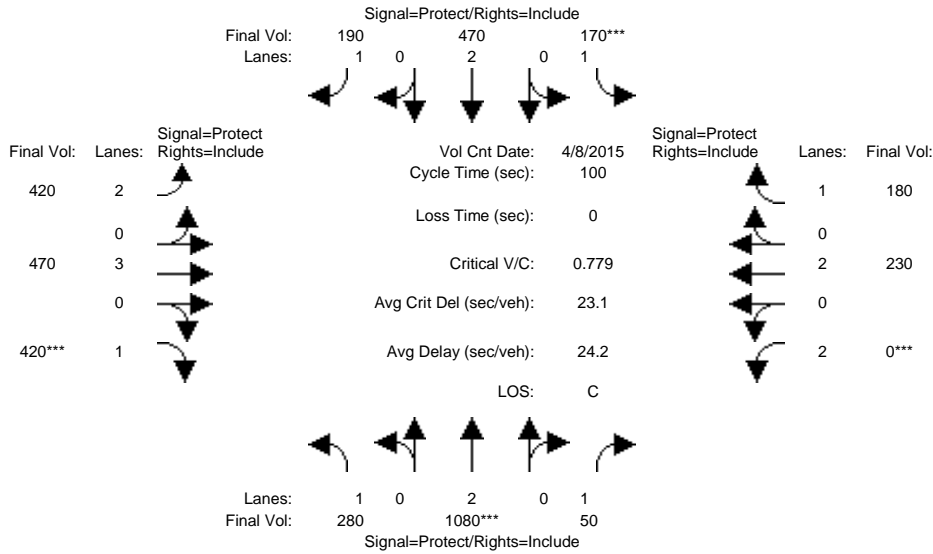 Signal=Protect/Rights=Include
Final Vol: 190 470 170***
Lanes: 1 0 2 0 1
Signal=Protect
Final Vol: Lanes: Rights=Include
Vol Cnt Date: 4/8/2015
Signal=Protect
Rights=Include Lanes: Final Vol:
Cycle Time (sec): 100
420 2
1 180
Loss Time (sec): 0
0
0
470 3
Critical V/C: 0.779
2 230
0
Avg Crit Del (sec/veh): 23.1
0
420*** 1
Avg Delay (sec/veh): 24.2
2 0***
LOS: C
Lanes: 1 0 2 0 1
Final Vol: 280 1080*** 50
Signal=Protect/Rights=Include